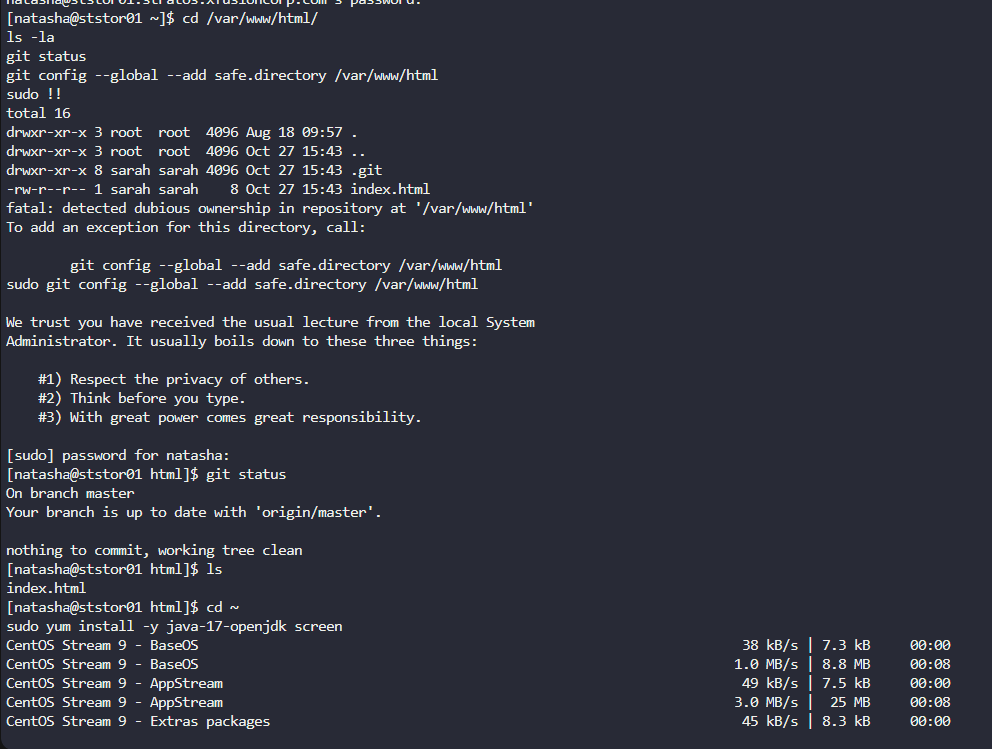 natasha@ststor01.stratos.xfusioncorp.com's password:
[natasha@ststor01 ~]$ cd /var/www/html/
ls -la
git status
git config --global --add safe.directory /var/www/html
sudo !!
total 16
drwxr-xr-x 3 root  root  4096 Aug 18 09:57 .
drwxr-xr-x 3 root  root  4096 Oct 27 15:43 ..
drwxr-xr-x 8 sarah sarah 4096 Oct 27 15:43 .git
-rw-r--r-- 1 sarah sarah    8 Oct 27 15:43 index.html
fatal: detected dubious ownership in repository at '/var/www/html'
To add an exception for this directory, call:

        git config --global --add safe.directory /var/www/html
sudo git config --global --add safe.directory /var/www/html

We trust you have received the usual lecture from the local System
Administrator. It usually boils down to these three things:

    #1) Respect the privacy of others.
    #2) Think before you type.
    #3) With great power comes great responsibility.

[sudo] password for natasha:
[natasha@ststor01 html]$ git status
On branch master
Your branch is up to date with 'origin/master'.

nothing to commit, working tree clean
[natasha@ststor01 html]$ ls
index.html
[natasha@ststor01 html]$ cd ~
sudo yum install -y java-17-openjdk screen
CentOS Stream 9 - BaseOS                                    38 kB/s | 7.3 kB     00:00
CentOS Stream 9 - BaseOS                                   1.0 MB/s | 8.8 MB     00:08
CentOS Stream 9 - AppStream                                 49 kB/s | 7.5 kB     00:00
CentOS Stream 9 - AppStream                                3.0 MB/s |  25 MB     00:08
CentOS Stream 9 - Extras packages                           45 kB/s | 8.3 kB     00:00